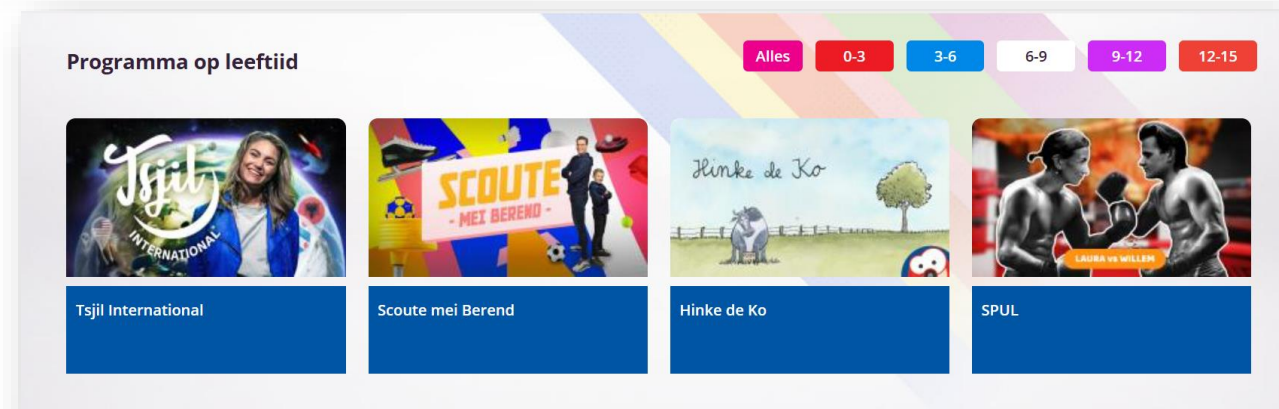 Programma op leeftiid
Alles
0-3
3-6
6-9
9-12
12-15
Tsjil
INTERNATIONAL
SCOUTE
- MEI BEREND -
Hinke de Ko
LAURA vs WILLEM
Tsjil International
Scoute mei Berend
Hinke de Ko
SPUL